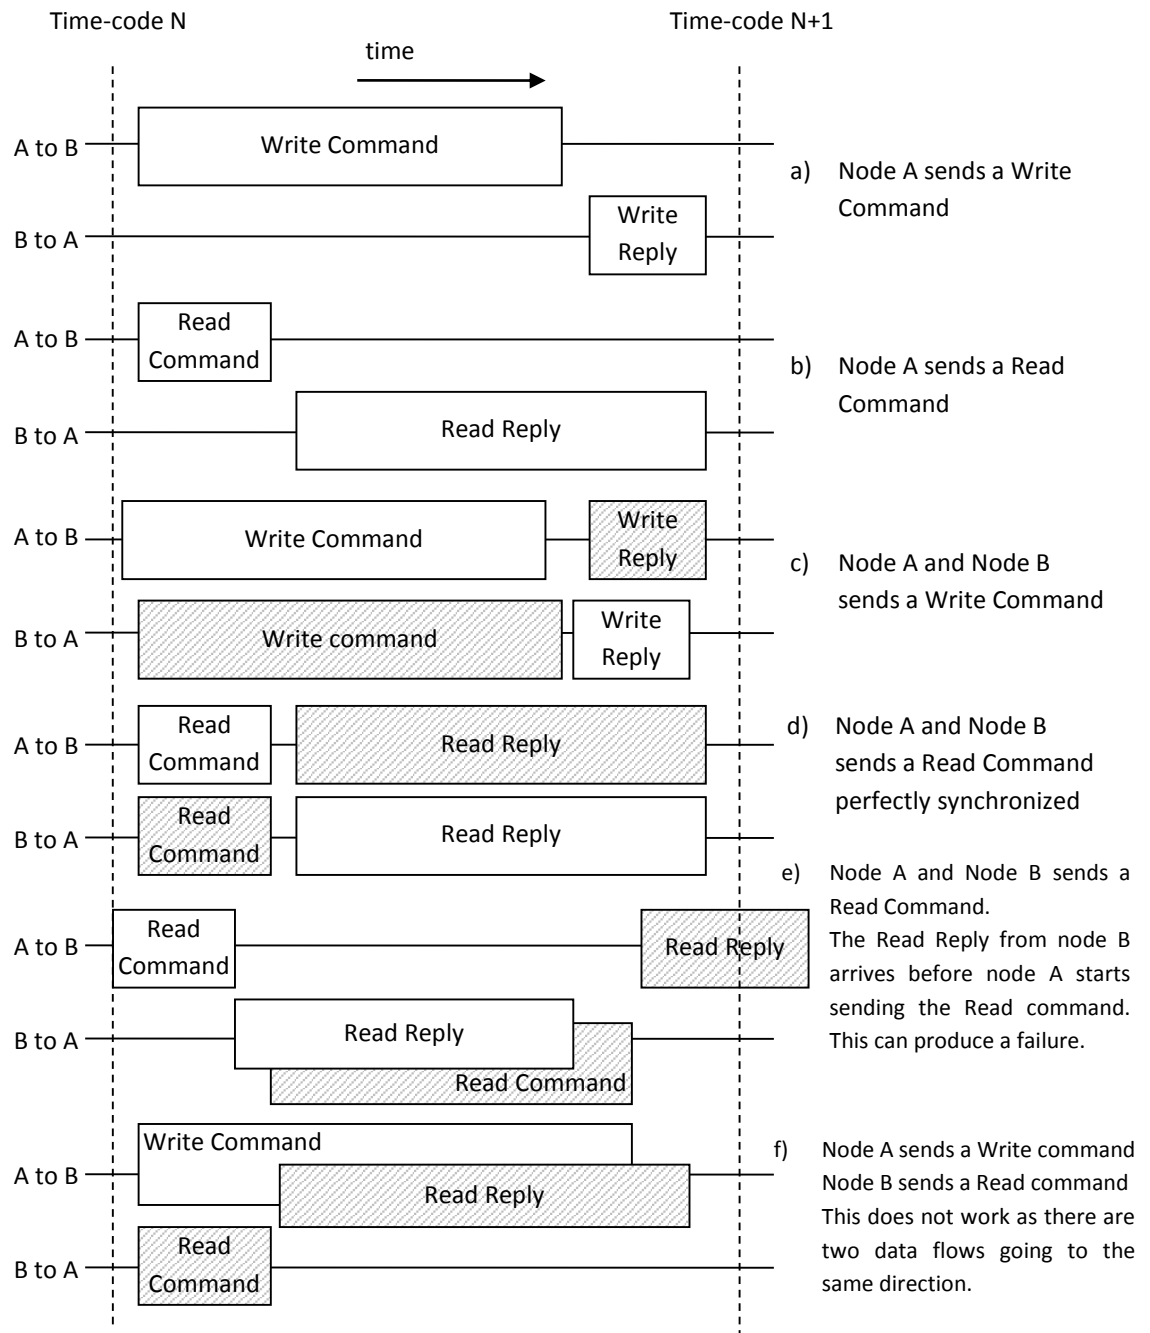 Time-code N
Time-code N+1
time
A to B
Write Command
a) Node A sends a Write
Command
B to A
Write
Reply
A to B
Read
Command
b) Node A sends a Read
Command
B to A
Read Reply
A to B
Write Command
Write
Reply
c) Node A and Node B
sends a Write Command
B to A
Write command
Write
Reply
A to B
Read
Command
Read Reply
d) Node A and Node B
sends a Read Command
perfectly synchronized
B to A
Read
Command
Read Reply
e) Node A and Node B sends a
Read Command.
The Read Reply from node B
arrives before node A starts
sending the Read command.
This can produce a failure.
A to B
Read
Command
Read Reply
B to A
Read Reply
Read Command
A to B
Write Command
Read Reply
f) Node A sends a Write command
Node B sends a Read command
This does not work as there are
two data flows going to the
same direction.
B to A
Read
Command